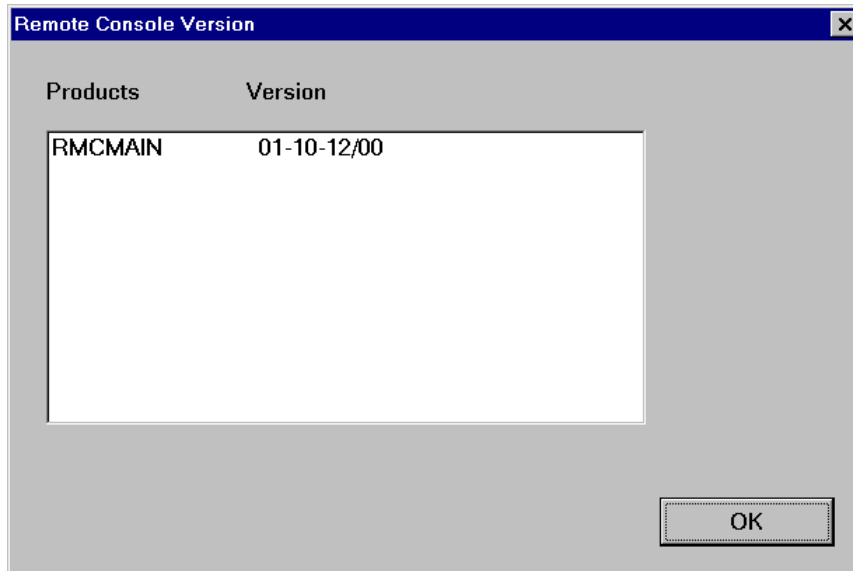 Remote Console Version
Products Version
RMCMAIN 01-10-12/00
OK